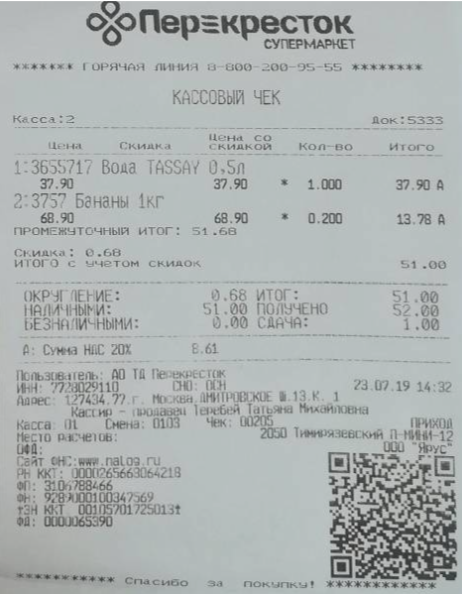 Перекресток
СУПЕРМАРКЕТ
******* ГОРЯЧАЯ ЛИНИЯ 8-800-200-95-55 ********
КАССОВЫЙ ЧЕК
Касса:2 Док:5333
Цена Скидка Цена со скидкой Кол-во Итого
1:3655717 Вода TASSAY 0,5л
37.90 37.90 * 1.000 37.90 А
2:3757 Бананы 1кг
68.90 68.90 * 0.200 13.78 А
ПРОМЕЖУТОЧНЫЙ ИТОГ: 51.68
Скидка: 0.68
ИТОГО с учетом скидок 51.00
ОКРУГЛЕНИЕ: 0.68 ИТОГ: 51.00
НАЛИЧНЫМИ: 51.00 ПОЛУЧЕНО 52.00
БЕЗНАЛИЧНЫМИ: 0.00 СДАЧА: 1.00
А: Сумма НДС 20% 8.61
Пользователь: АО ТД Перекресток
ИНН: 7728029110 СНО: ОСН 23.07.19 14:32
Адрес: 127434,77.г. Москва,ДМИТРОВСКОЕ Ш.13.К. 1
Кассир - продавец Теребей Татьяна Михайловна
Касса: 01 Смена: 0103 Чек: 00205 ПРИХОД
Место расчетов: 2050 Тимирязевский П-МИНИ-12
ОФД: ООО "Ярус"
Сайт ФНС:www.nalog.ru
РН ККТ: 0000265663064218
ФП: 3106788466
ФН: 9289000100347569
†ЗН ККТ 00105701725013†
ФД: 0000065390
*********** Спасибо за покупку! ************